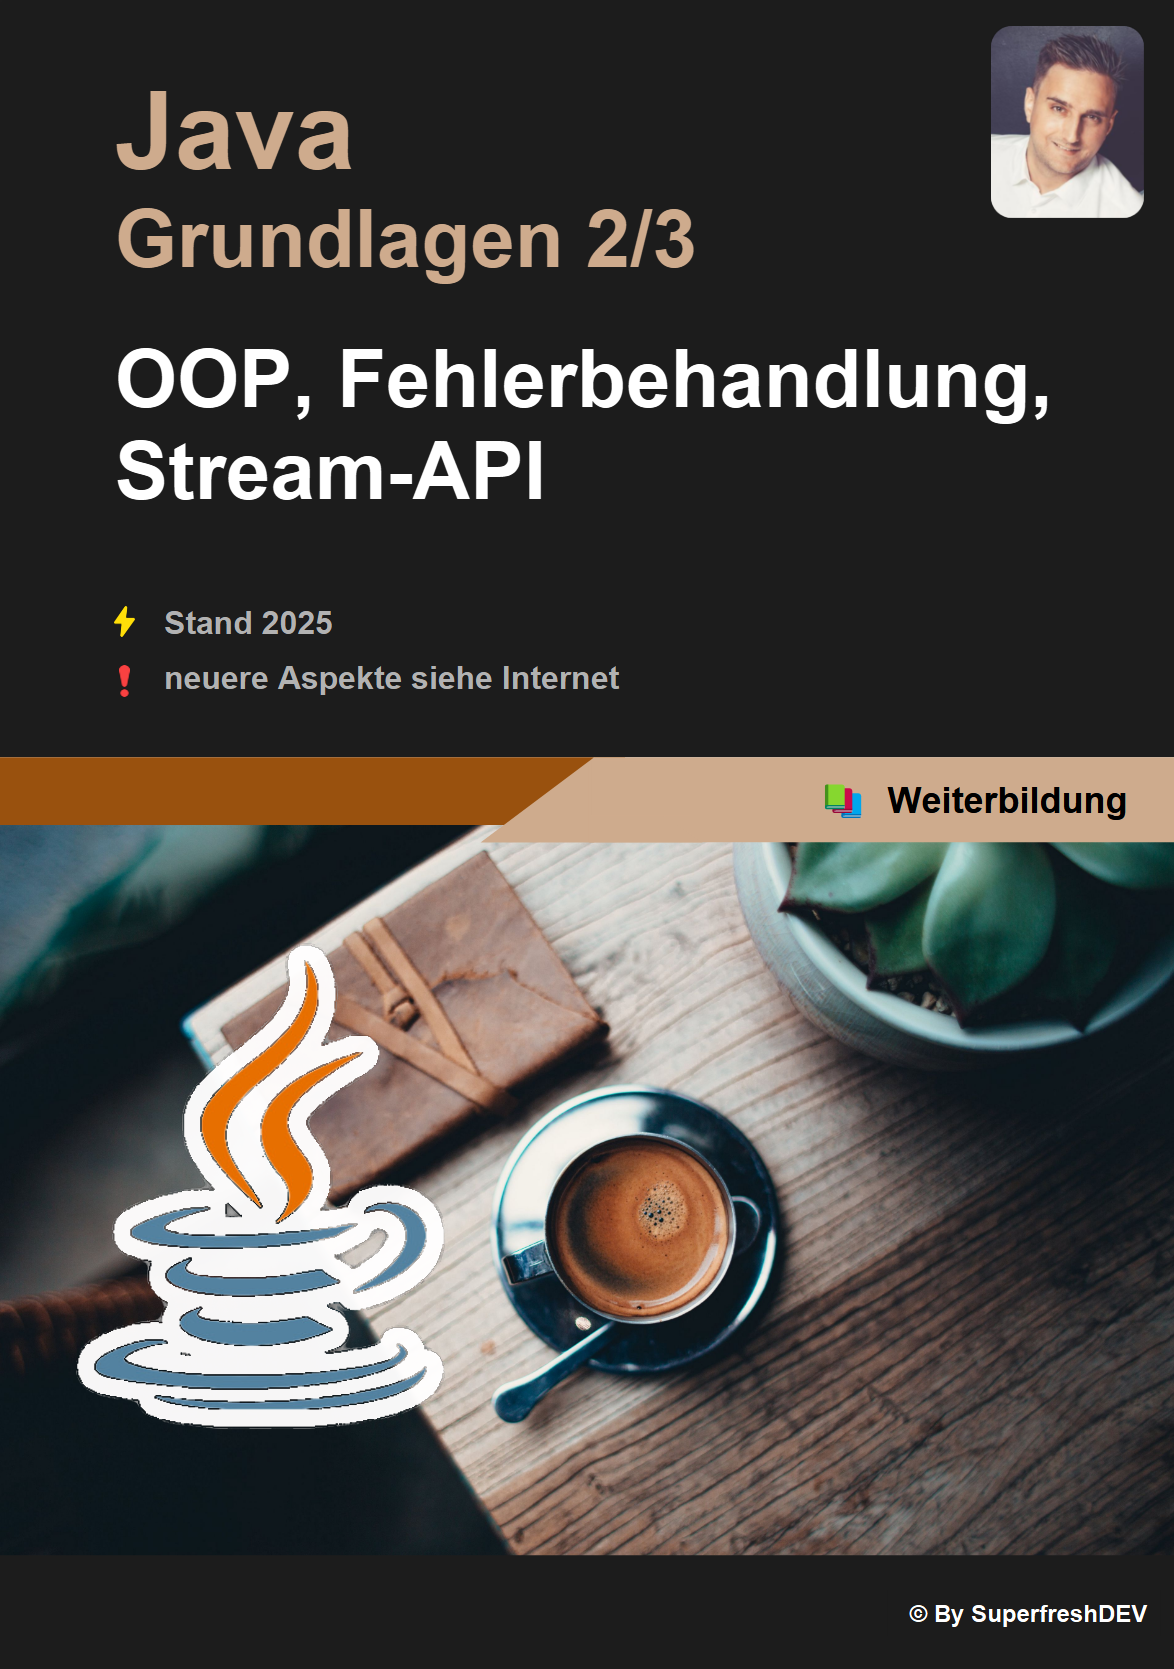 Java
Grundlagen 2/3
OOP, Fehlerbehandlung,
Stream-API
Stand 2025
neuere Aspekte siehe Internet
Weiterbildung
© By SuperfreshDEV